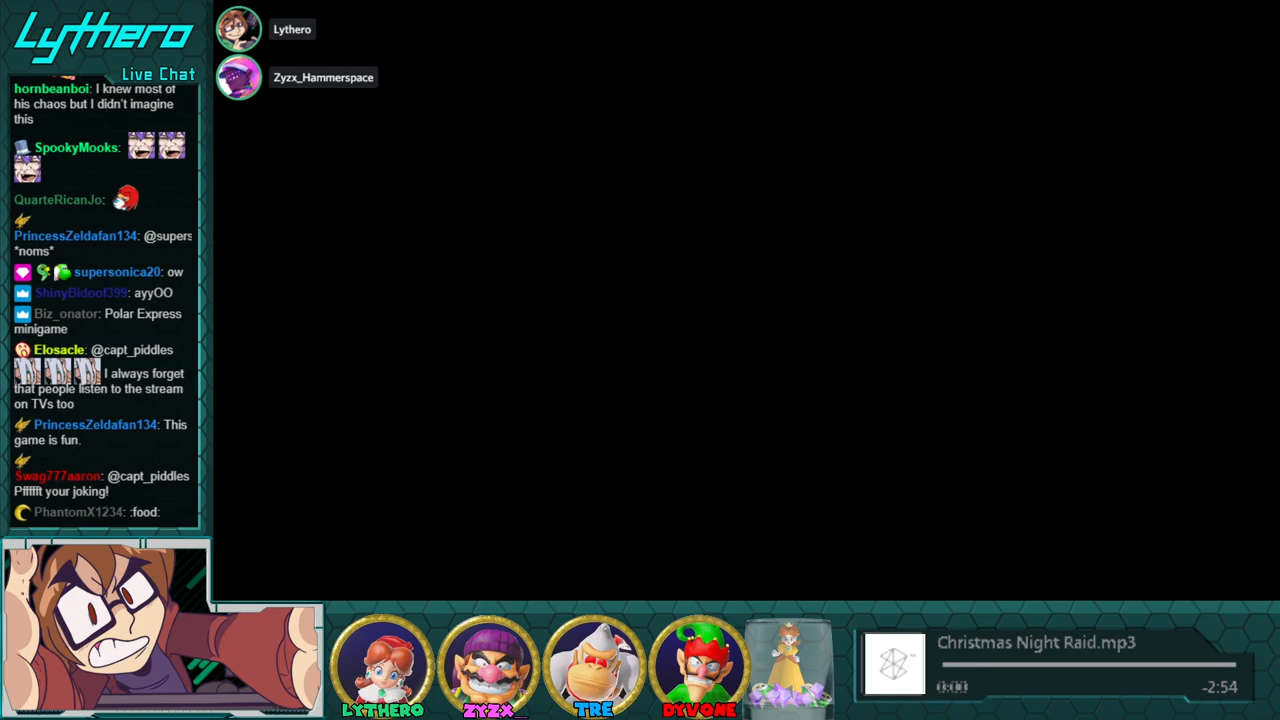 Lythero
Live Chat
hornbeanboi: I knew most of
his chaos but I didn't imagine
this
SpookyMooks:
QuarteRicanJo:
PrincessZeldafan134: @supers
*noms*
supersonica20: ow
ShinyBidoof399: ayyOO
Biz_onator: Polar Express
minigame
Elosacle: @capt_piddles
I always forget
that people listen to the stream
on TVs too
PrincessZeldafan134: This
game is fun.
Swag777aaron: @capt_piddles
Pffffft your joking!
PhantomX1234: :food:
Lythero
Zyzx_Hammerspace
LYTHERO
ZYZX_
TRE
DYVONE
Christmas Night Raid.mp3
0:00
-2:54